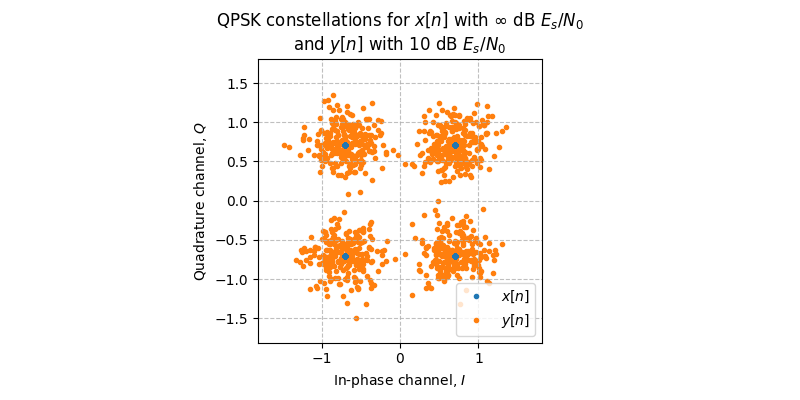 QPSK constellations for x[n] with ∞ dB Eₛ/N₀
and y[n] with 10 dB Eₛ/N₀
1.5
1.0
0.5
0.0
−0.5
−1.0
−1.5
Quadrature channel, Q
x[n]
y[n]
−1
0
1
In-phase channel, I